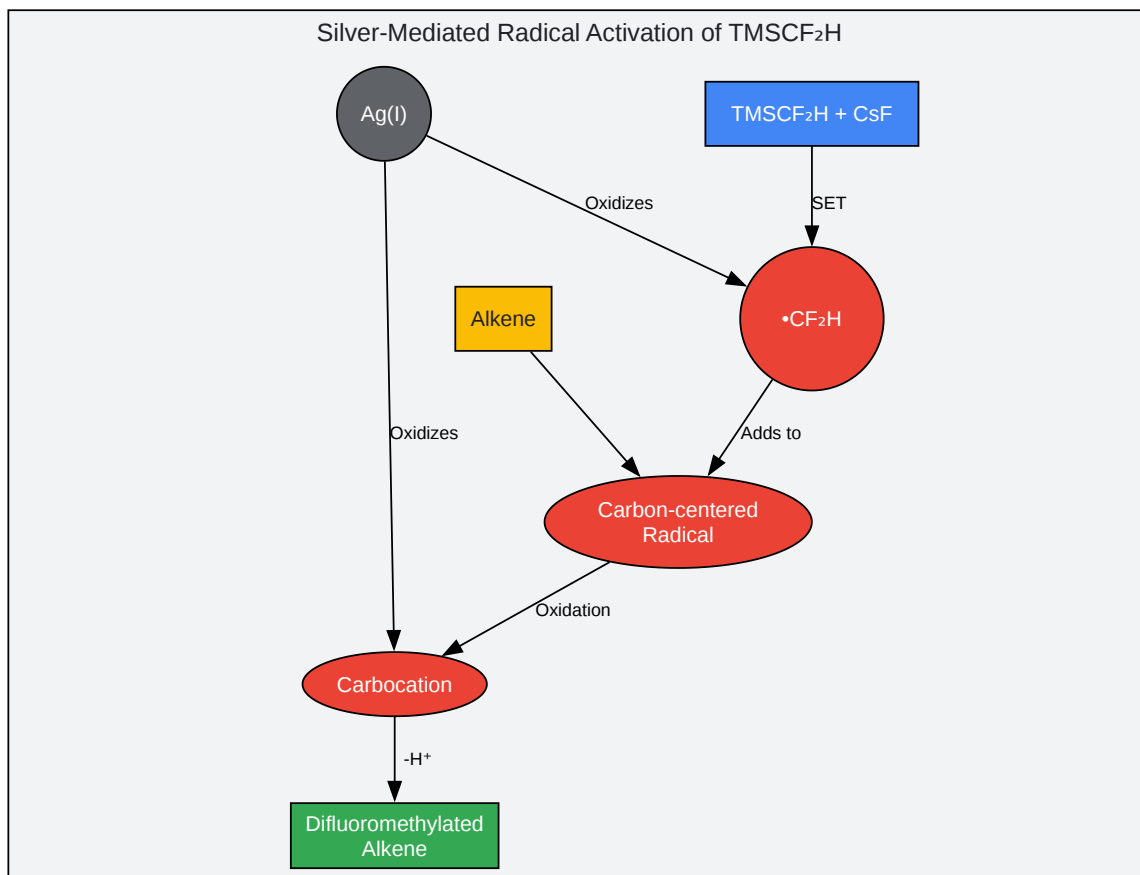 Silver-Mediated Radical Activation of TMSCF₂H
Ag(I)
TMSCF₂H + CsF
Oxidizes
SET
Alkene
•CF₂H
Oxidizes
Adds to
Carbon-centered
Radical
Oxidation
Carbocation
-H⁺
Difluoromethylated
Alkene